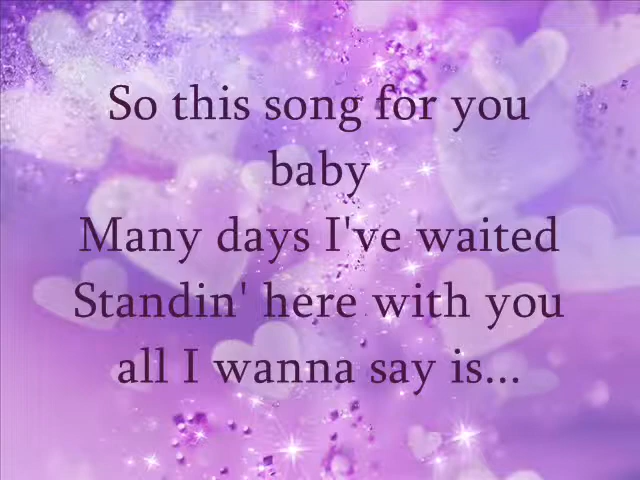 So this song for you
baby
Many days I've waited
Standin' here with you
all I wanna say is...